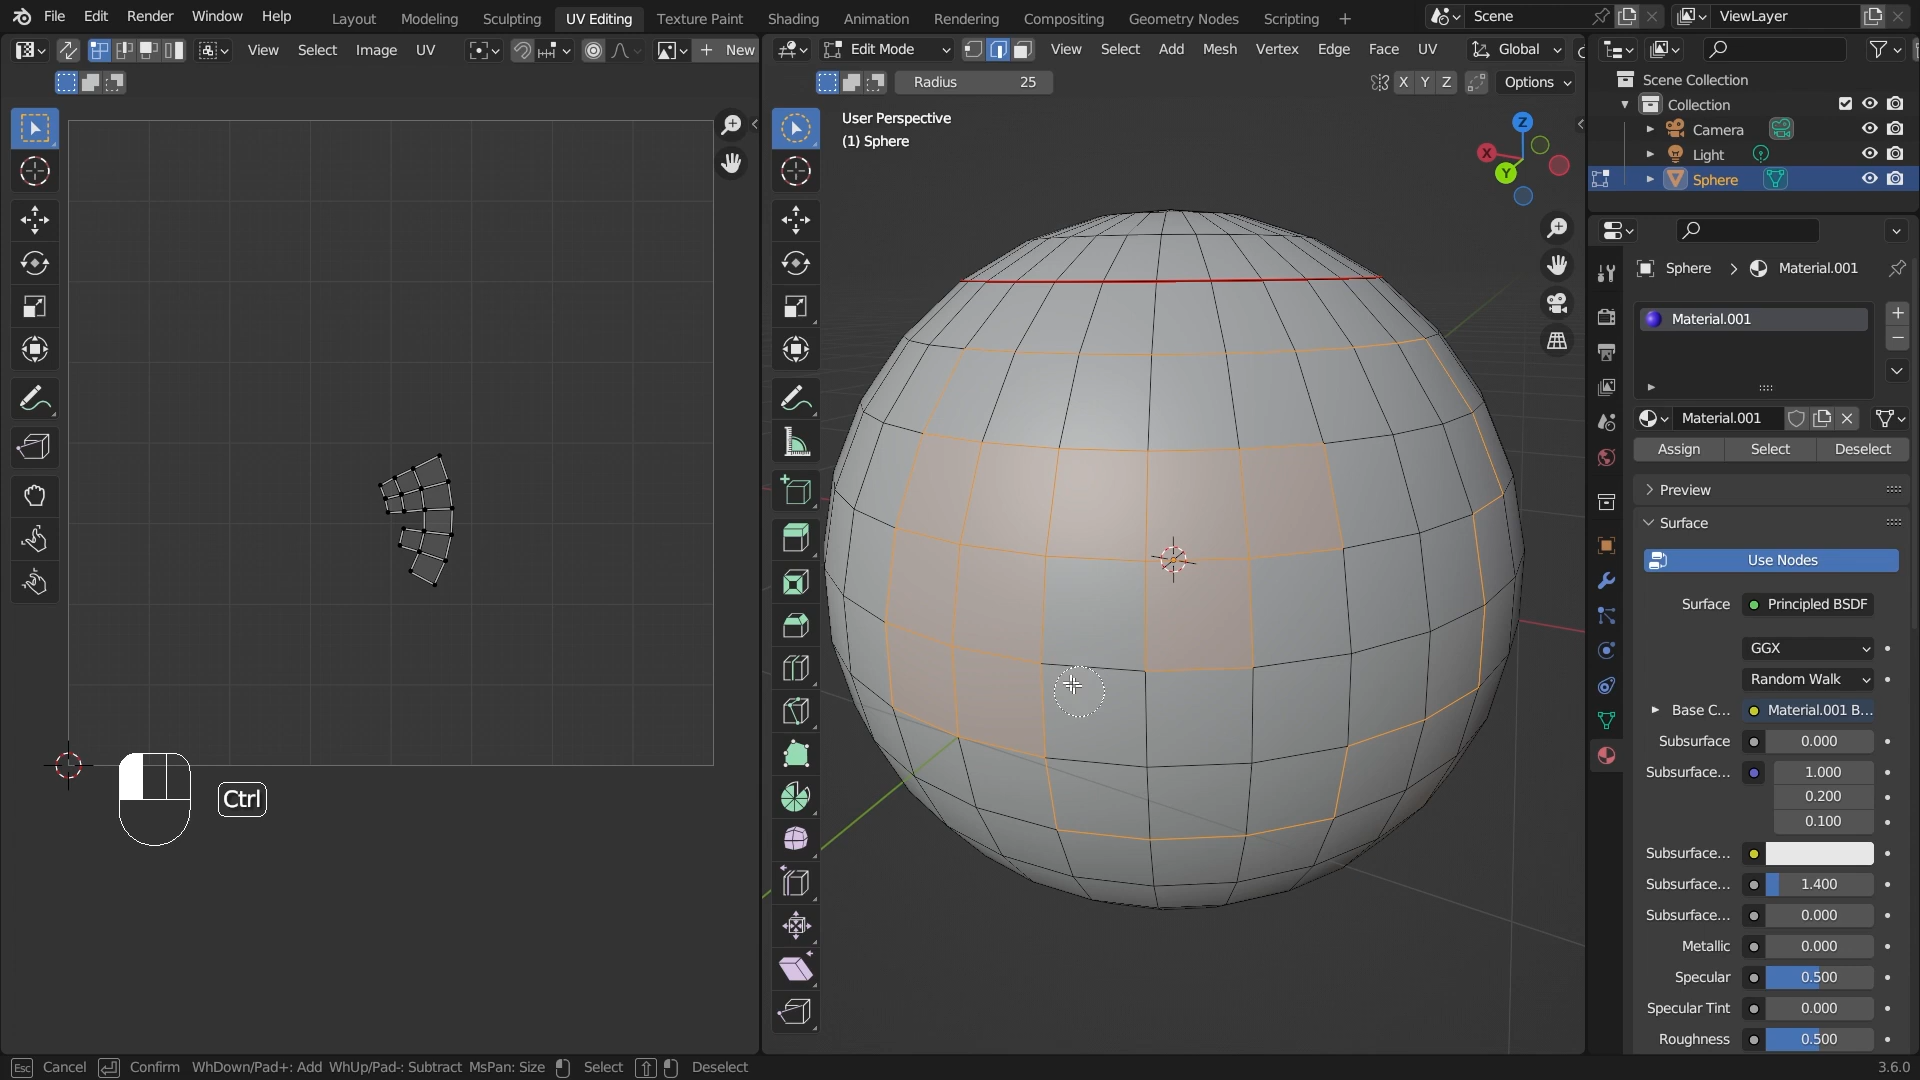 File Edit Render Window Help Layout Modeling Sculpting UV Editing Texture Paint Shading Animation Rendering Compositing Geometry Nodes Scripting + Scene ViewLayer
View Select Image UV + New Edit Mode View Select Add Mesh Vertex Edge Face UV Global
Radius 25 X Y Z Options
Scene Collection
Collection
Camera
Light
Sphere
User Perspective
(1) Sphere
Z
X
Y
Sphere > Material.001
Material.001
Material.001
Assign Select Deselect
Preview
Surface
Use Nodes
Surface Principled BSDF
GGX
Random Walk
Base C... Material.001 B...
Subsurface 0.000
Subsurface... 1.000
0.200
0.100
Subsurface...
Subsurface... 1.400
Subsurface... 0.000
Metallic 0.000
Specular 0.500
Specular Tint 0.000
Roughness 0.500
Ctrl
Esc Cancel Confirm WhDown/Pad+: Add WhUp/Pad-: Subtract MsPan: Size Select Deselect 3.6.0